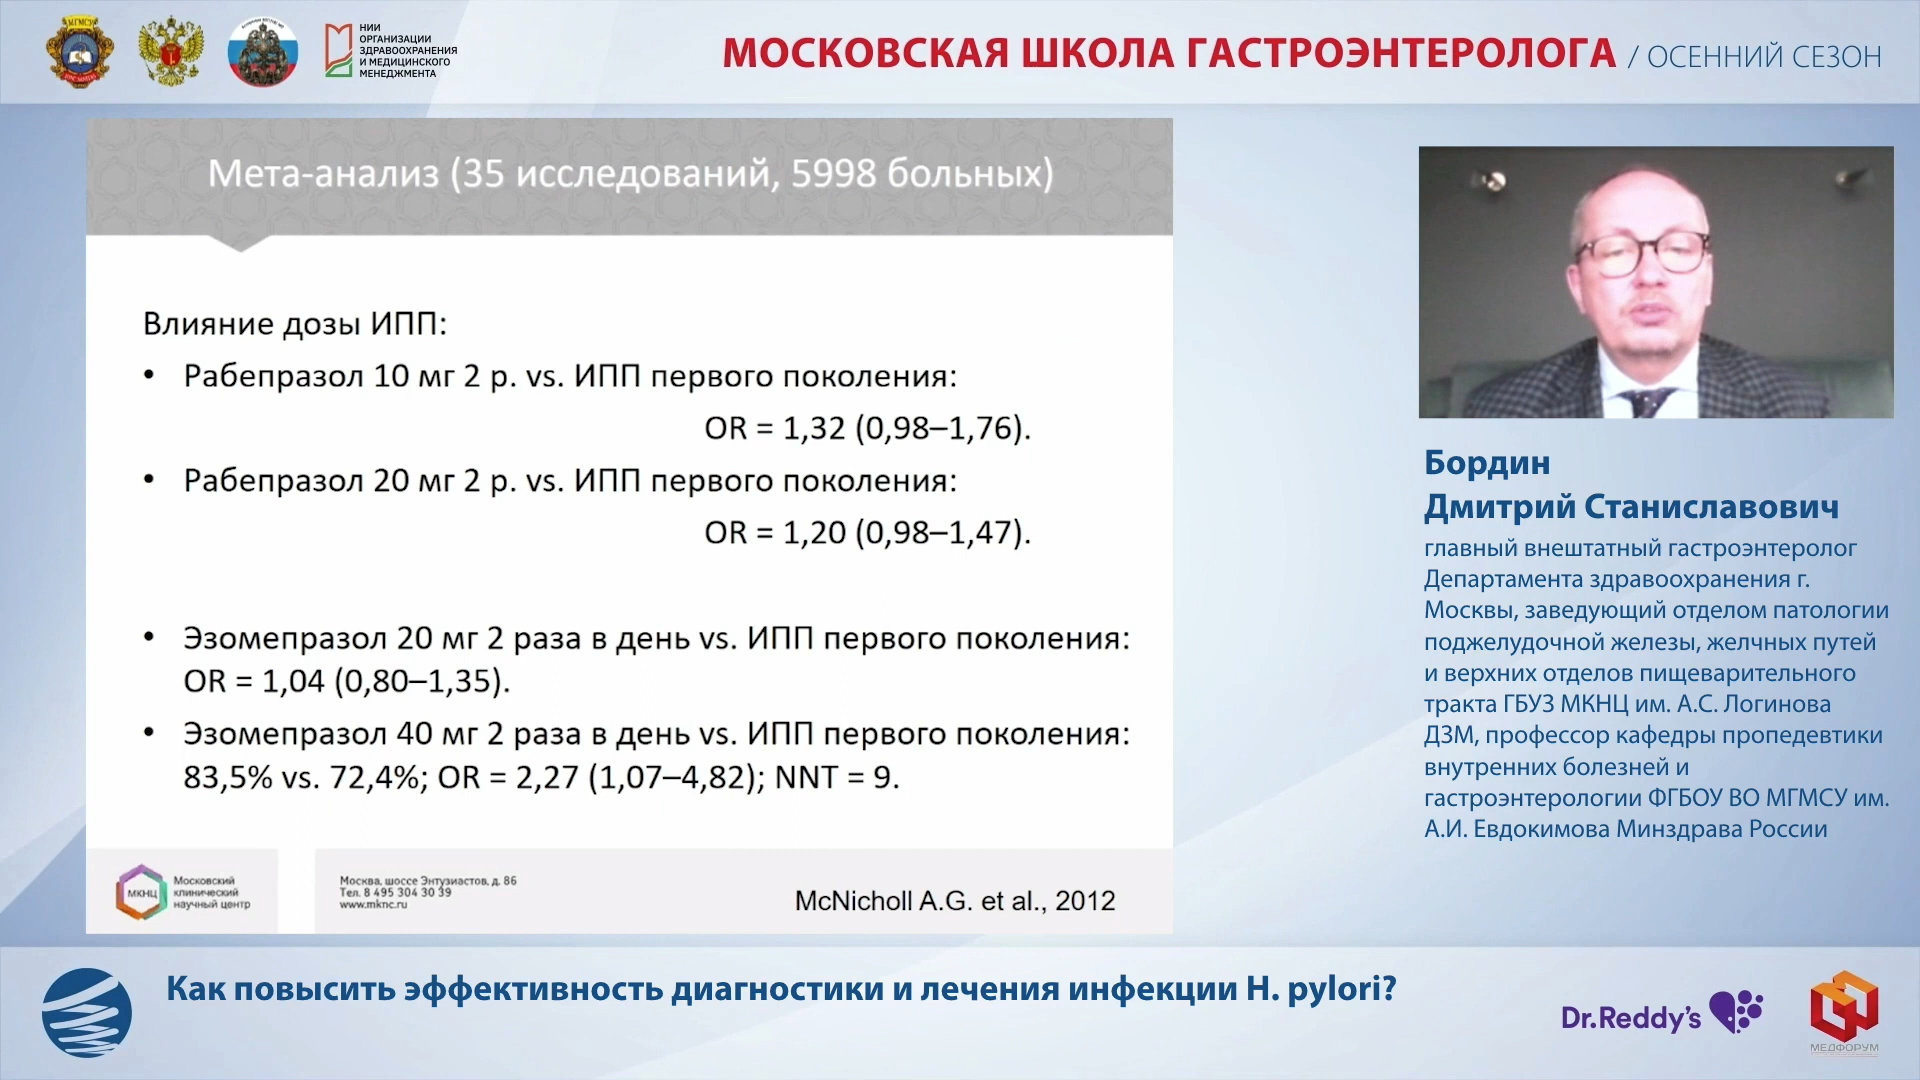 НИИ
ОРГАНИЗАЦИИ
ЗДРАВООХРАНЕНИЯ
И МЕДИЦИНСКОГО
МЕНЕДЖМЕНТА
МОСКОВСКАЯ ШКОЛА ГАСТРОЭНТЕРОЛОГА / ОСЕННИЙ СЕЗОН
Мета-анализ (35 исследований, 5998 больных)
Влияние дозы ИПП:
• Рабепразол 10 мг 2 р. vs. ИПП первого поколения:
OR = 1,32 (0,98–1,76).
• Рабепразол 20 мг 2 р. vs. ИПП первого поколения:
OR = 1,20 (0,98–1,47).
• Эзомепразол 20 мг 2 раза в день vs. ИПП первого поколения:
OR = 1,04 (0,80–1,35).
• Эзомепразол 40 мг 2 раза в день vs. ИПП первого поколения:
83,5% vs. 72,4%; OR = 2,27 (1,07–4,82); NNT = 9.
МКНЦ
Московский
клинический
научный центр
Москва, шоссе Энтузиастов, д. 86
Тел. 8 495 304 30 39
www.mknc.ru
McNicholl A.G. et al., 2012
Бордин
Дмитрий Станиславович
главный внештатный гастроэнтеролог
Департамента здравоохранения г.
Москвы, заведующий отделом патологии
поджелудочной железы, желчных путей
и верхних отделов пищеварительного
тракта ГБУЗ МКНЦ им. А.С. Логинова
ДЗМ, профессор кафедры пропедевтики
внутренних болезней и
гастроэнтерологии ФГБОУ ВО МГМСУ им.
А.И. Евдокимова Минздрава России
Как повысить эффективность диагностики и лечения инфекции H. pylori?
Dr.Reddy's
МЕДФОРУМ